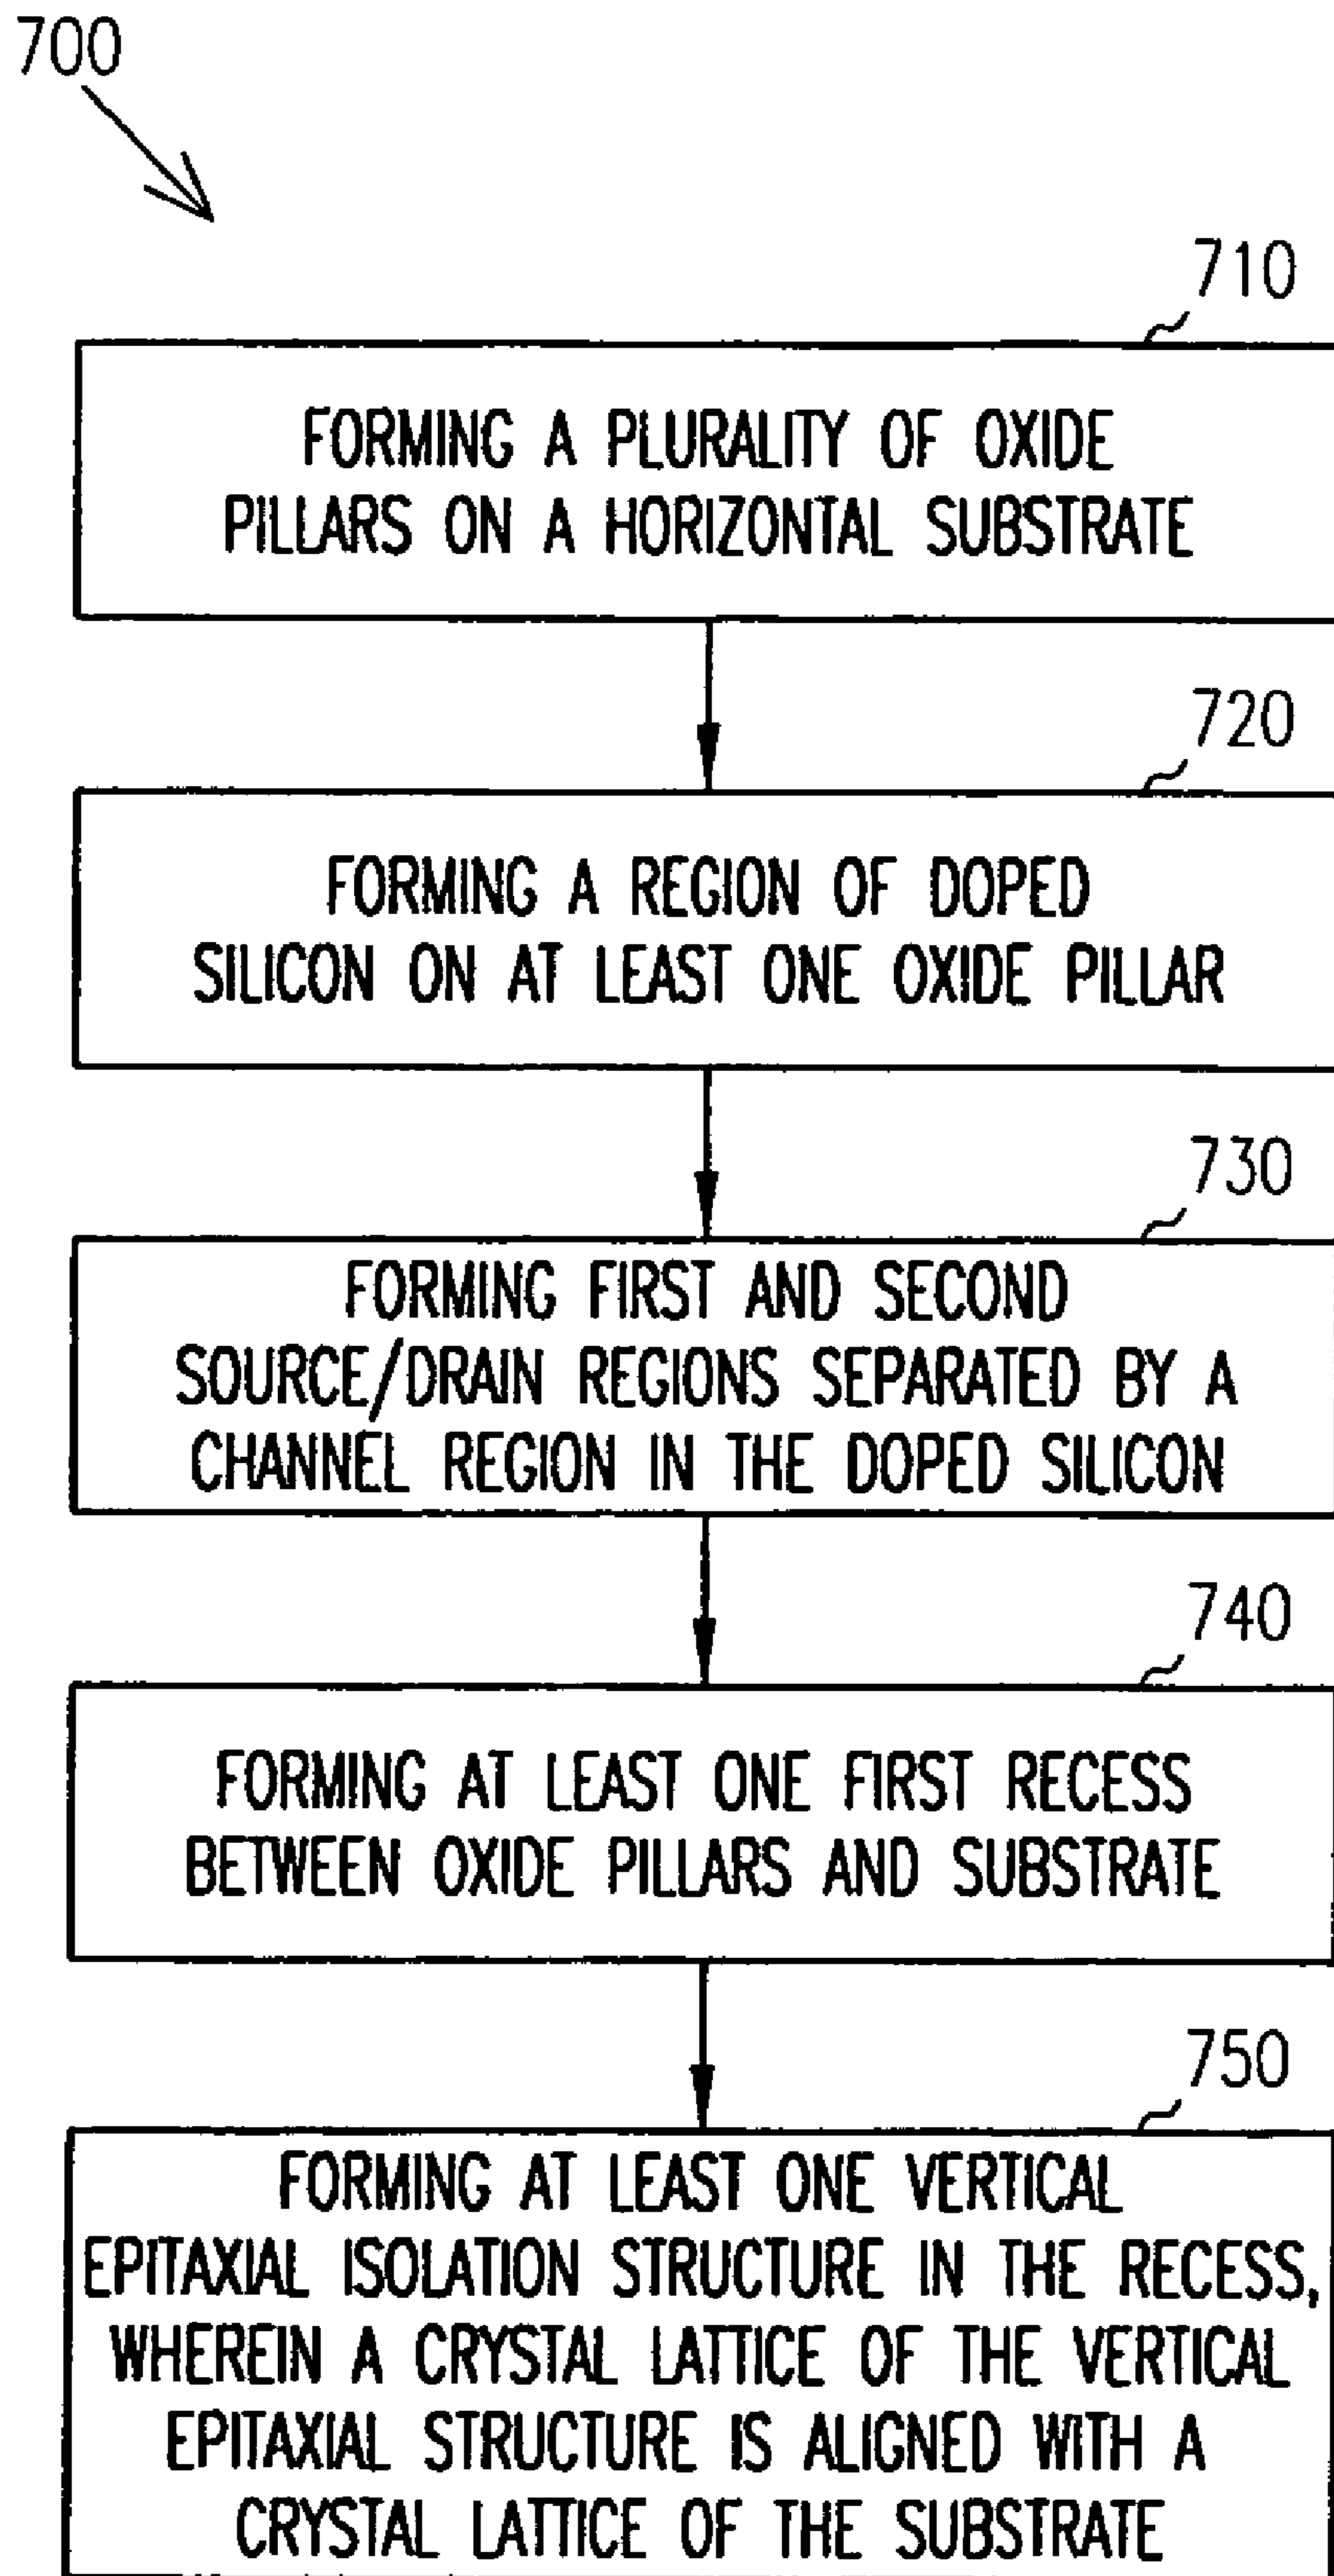 700
710
FORMING A PLURALITY OF OXIDE
PILLARS ON A HORIZONTAL SUBSTRATE
720
FORMING A REGION OF DOPED
SILICON ON AT LEAST ONE OXIDE PILLAR
730
FORMING FIRST AND SECOND
SOURCE/DRAIN REGIONS SEPARATED BY A
CHANNEL REGION IN THE DOPED SILICON
740
FORMING AT LEAST ONE FIRST RECESS
BETWEEN OXIDE PILLARS AND SUBSTRATE
750
FORMING AT LEAST ONE VERTICAL
EPITAXIAL ISOLATION STRUCTURE IN THE RECESS,
WHEREIN A CRYSTAL LATTICE OF THE VERTICAL
EPITAXIAL STRUCTURE IS ALIGNED WITH A
CRYSTAL LATTICE OF THE SUBSTRATE